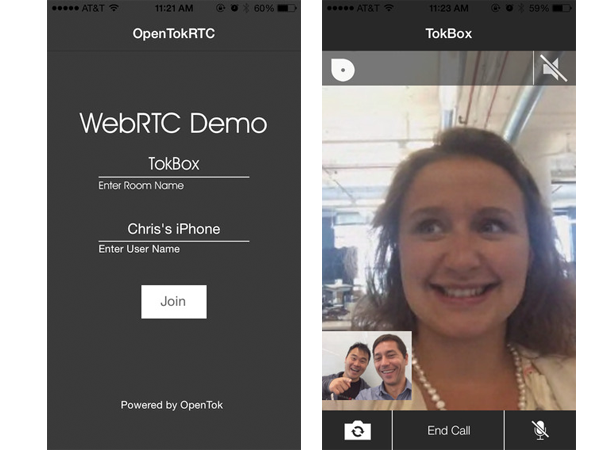 AT&T 11:21 AM 60%
OpenTokRTC
WebRTC Demo
TokBox
Enter Room Name
Chris's iPhone
Enter User Name
Join
Powered by OpenTok
AT&T 11:23 AM 59%
TokBox
End Call